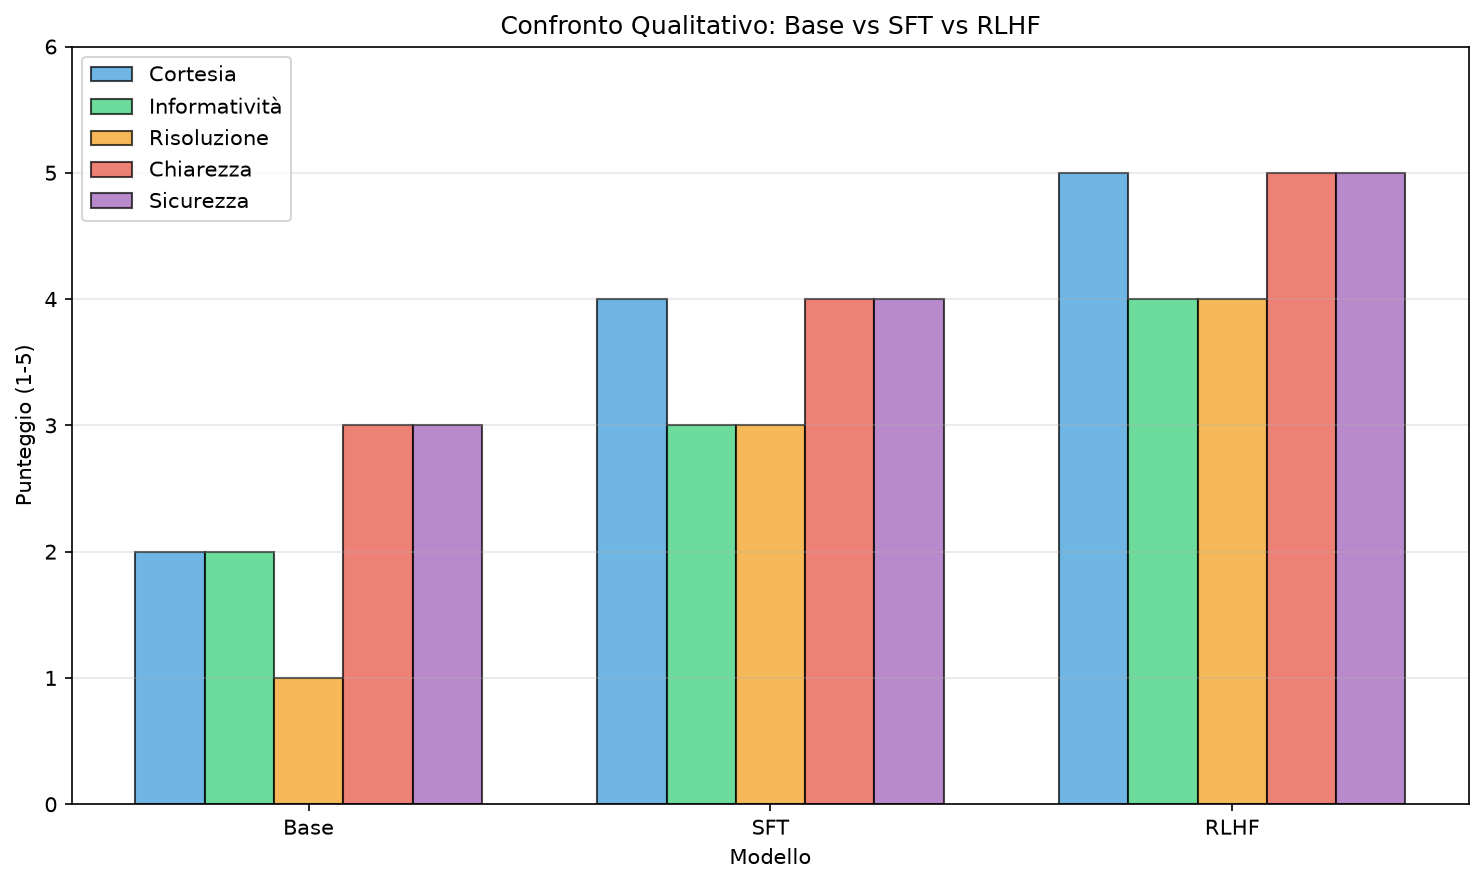 Confronto Qualitativo: Base vs SFT vs RLHF
Cortesia
Informatività
Risoluzione
Chiarezza
Sicurezza
Punteggio (1-5)
6
5
4
3
2
1
0
Base
SFT
RLHF
Modello